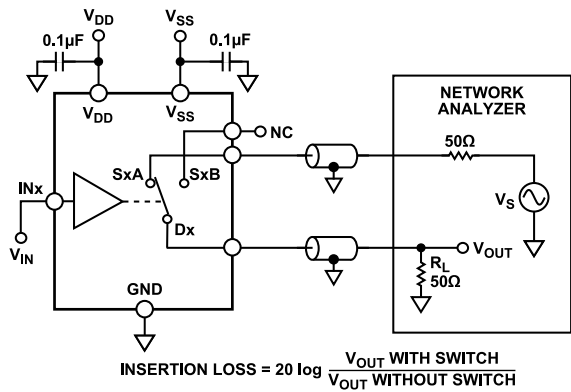 VDD
VSS
0.1µF
0.1µF
VDD
VSS
NC
NETWORK
ANALYZER
50Ω
SxA
SxB
INx
VS
Dx
VIN
VOUT
RL
50Ω
GND
INSERTION LOSS = 20 log VOUT WITH SWITCH
VOUT WITHOUT SWITCH